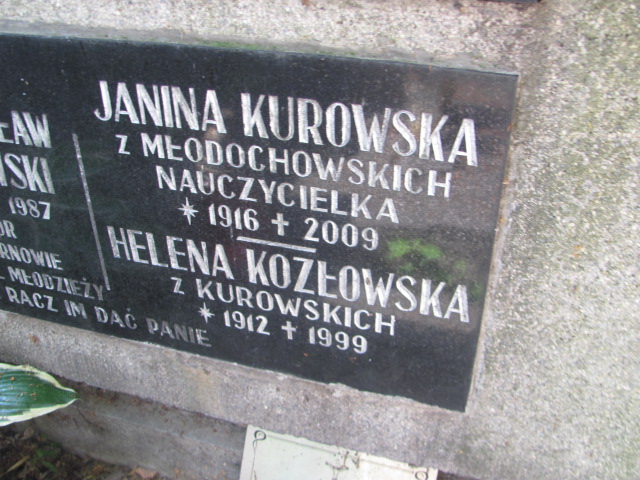 JANINA KUROWSKA
Z MŁODOCHOWSKICH
NAUCZYCIELKA
* 1916 ✝ 2009
HELENA KOZŁOWSKA
Z KUROWSKICH
* 1912 ✝ 1999
1987
MŁODZIEŻY
RACZ IM DAĆ PANIE